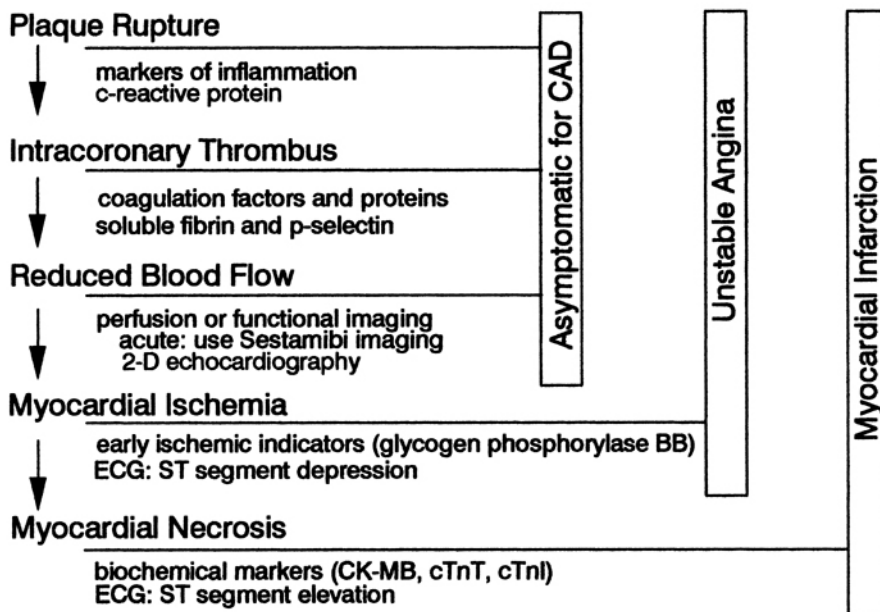 Plaque Rupture
markers of inflammation
c-reactive protein
Intracoronary Thrombus
coagulation factors and proteins
soluble fibrin and p-selectin
Reduced Blood Flow
perfusion or functional imaging
acute: use Sestamibi imaging
2-D echocardiography
Myocardial Ischemia
early ischemic indicators (glycogen phosphorylase BB)
ECG: ST segment depression
Myocardial Necrosis
biochemical markers (CK-MB, cTnT, cTnI)
ECG: ST segment elevation
Asymptomatic for CAD
Unstable Angina
Myocardial Infarction